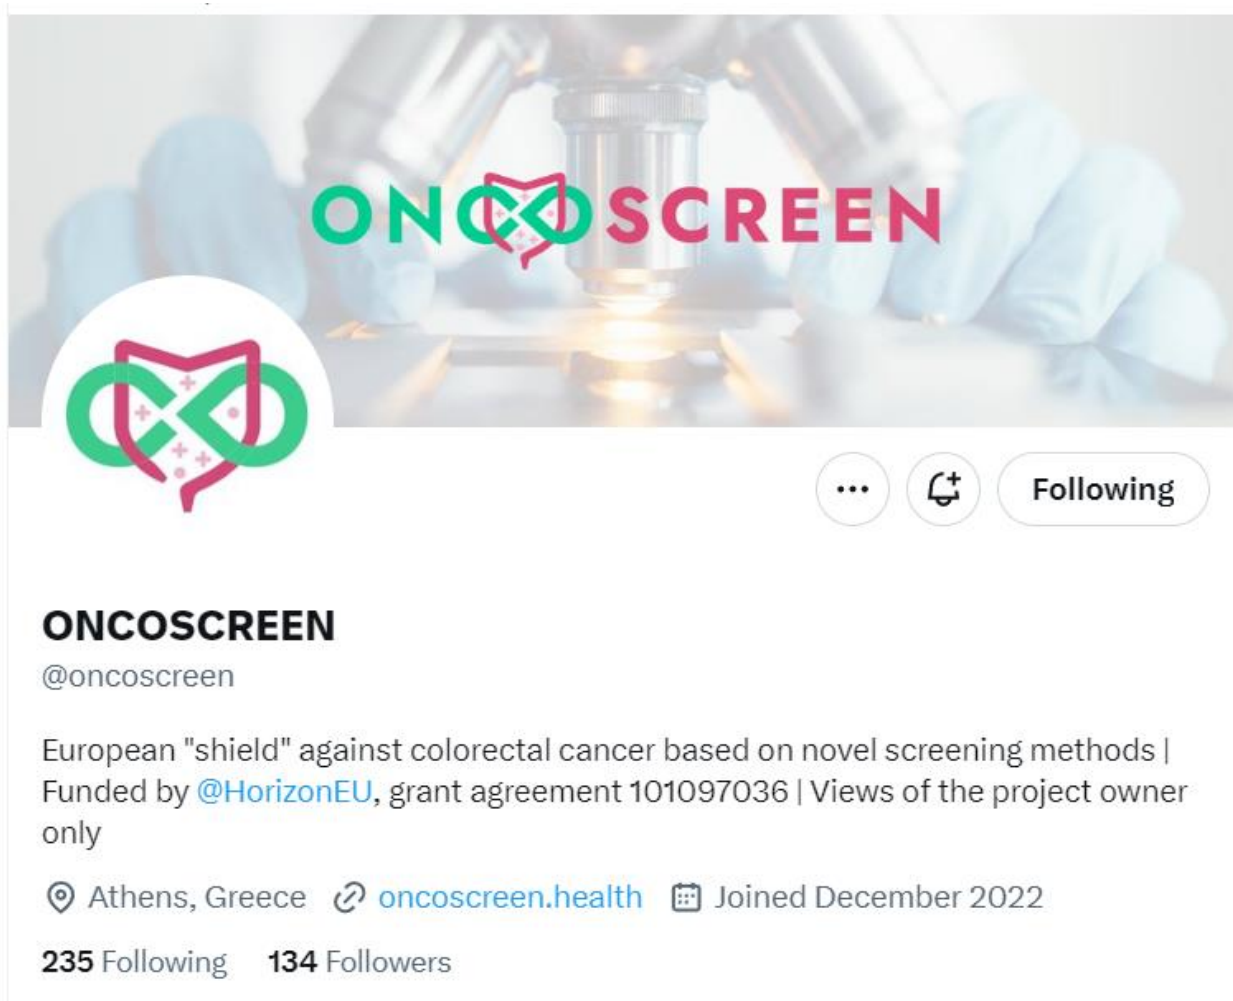 ONCOSCREEN
Following
ONCOSCREEN
@oncoscreen
European "shield" against colorectal cancer based on novel screening methods |
Funded by @HorizonEU, grant agreement 101097036 | Views of the project owner
only
Athens, Greece oncoscreen.health Joined December 2022
235 Following 134 Followers